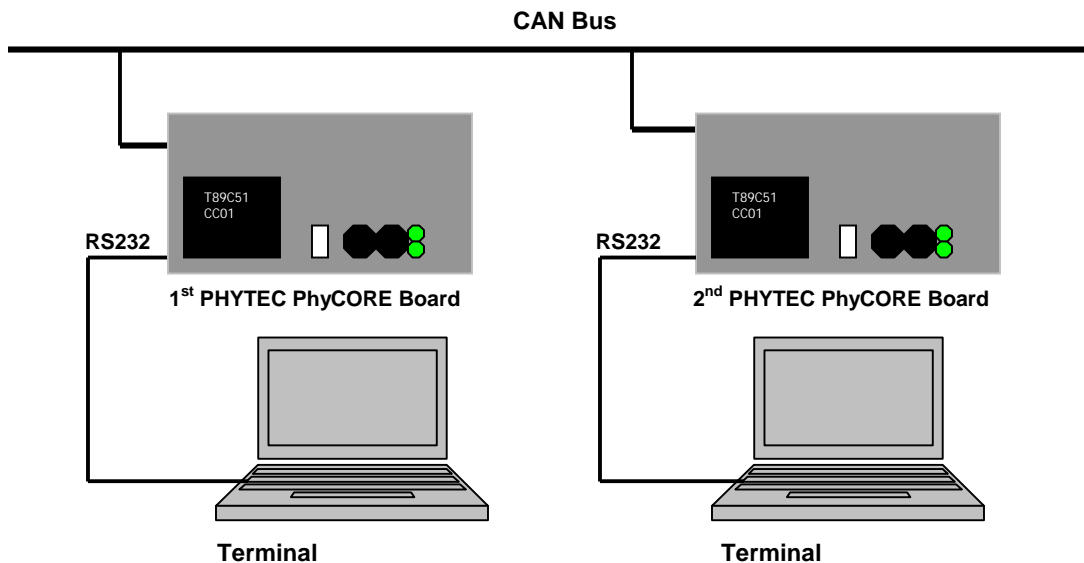 CAN Bus
T89C51
CC01
T89C51
CC01
RS232
RS232
1st PHYTEC PhyCORE Board
2nd PHYTEC PhyCORE Board
Terminal
Terminal